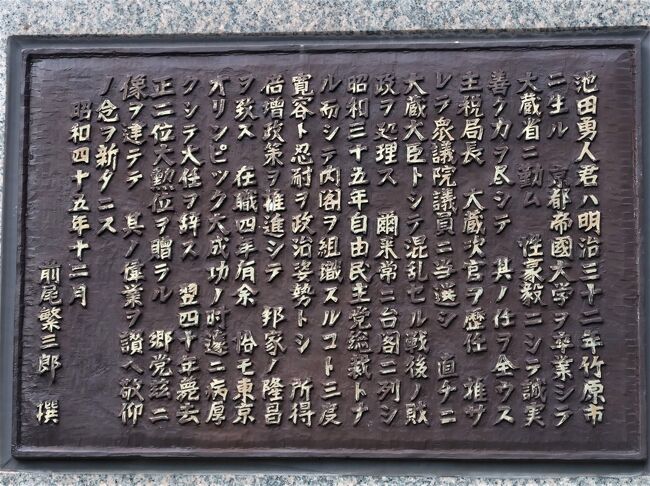 池田勇人君ハ明治三十二年竹原市
ニ生ル　京都帝國大学ヲ卒業シテ
大蔵省ニ勤ム　性豪毅ニシテ誠実
善ク力ヲ尽シテ　其ノ任ヲ全ウス
主税局長　大蔵次官ヲ歴任　推サ
レテ衆議院議員ニ当選シ　直チニ
大蔵大臣トシテ混乱セル戦後ノ財
政ヲ処理ス　爾来常ニ台閣ニ列シ
昭和三十五年自由民主党総裁トナ
ル　而シテ内閣ヲ組織スルコト三度
寛容ト忍耐ヲ政治姿勢トシ　所得
倍増政策ヲ推進シテ　邦家ノ隆昌
ヲ致ス　在職四年有余　恰モ東京
オリンピック大成功ノ时遽ニ病厚
クシテ大任ヲ辞ス　翌四十年薨去
正二位大勲位ヲ贈ラル　郷党茲ニ
像ヲ建テテ　其ノ偉業ヲ讃ヘ敬仰
ノ念ヲ新タニス
昭和四十五年十二月
前尾繁三郎　撰